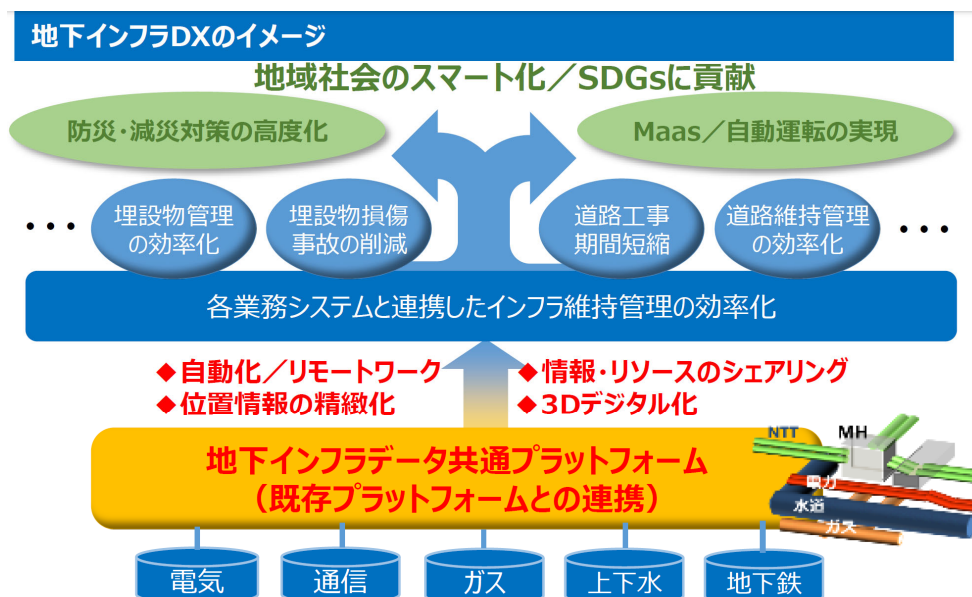 地下インフラDXのイメージ
地域社会のスマート化／SDGsに貢献
防災・減災対策の高度化
Maas／自動運転の実現
・・・
埋設物管理
の効率化
埋設物損傷
事故の削減
道路工事
期間短縮
道路維持管理
の効率化
・・・
各業務システムと連携したインフラ維持管理の効率化
◆自動化／リモートワーク
◆位置情報の精緻化
◆情報・リソースのシェアリング
◆3Dデジタル化
地下インフラデータ共通プラットフォーム
（既存プラットフォームとの連携）
NTT
MH
電力
水道
ガス
電気
通信
ガス
上下水
地下鉄